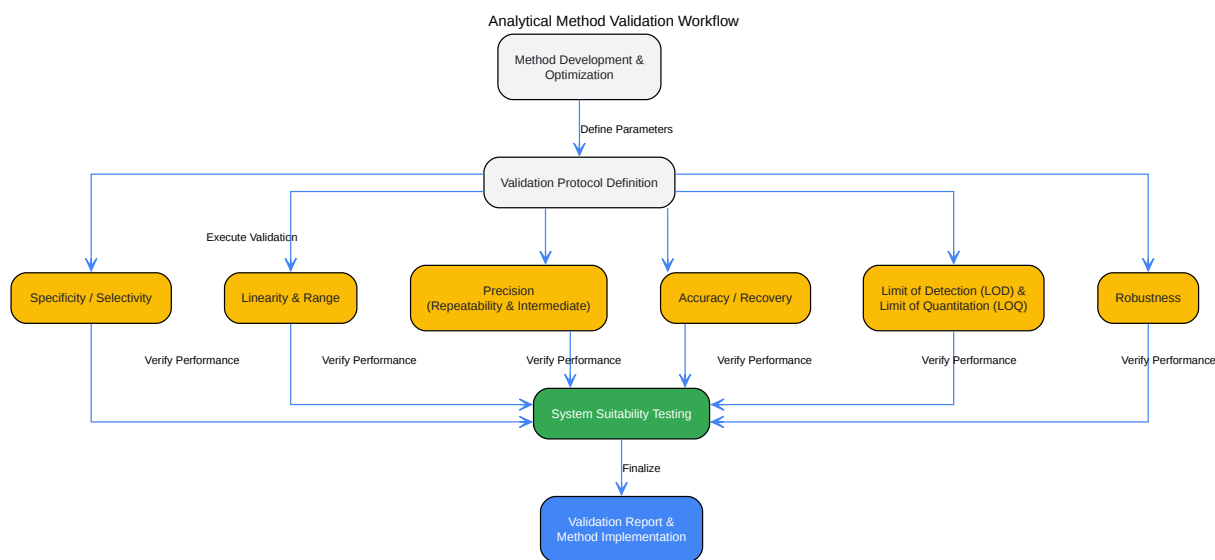 Analytical Method Validation Workflow
Method Development &
Optimization
Define Parameters
Validation Protocol Definition
Execute Validation
Specificity / Selectivity
Linearity & Range
Precision
(Repeatability & Intermediate)
Accuracy / Recovery
Limit of Detection (LOD) &
Limit of Quantitation (LOQ)
Robustness
Verify Performance
Verify Performance
Verify Performance
Verify Performance
Verify Performance
Verify Performance
System Suitability Testing
Finalize
Validation Report &
Method Implementation